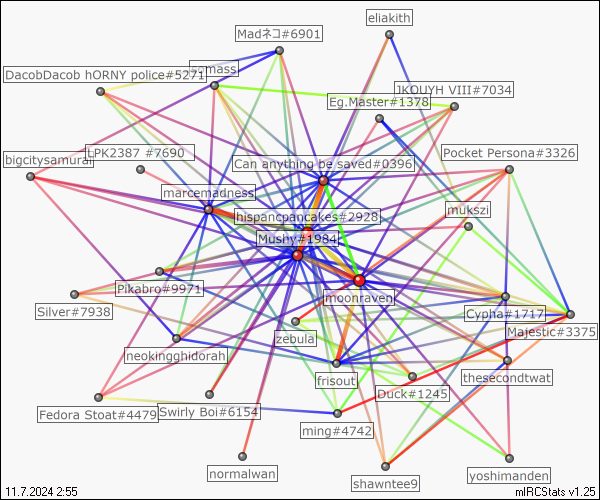 eliakith
Madネコ#6901
DacobDacob hORNY police#5271
JKOUYH VIII#7034
Eg.Master#1378
LPK2387 #7690
Pocket Persona#3326
bigcitysamurai
Can anything be saved#0396
marcemadness
mukszi
hispancpancakes#2928
Mushy#1984
Pikabro#9971
moonraven
Silver#7938
Cypha#1717
Majestic#3375
zebula
neokingghidorah
frisout
thesecondtwat
Duck#1245
Fedora Stoat#4479
Swirly Boi#6154
ming#4742
normalwan
shawntee9
yoshimanden
11.7.2024 2:55
mIRCStats v1.25